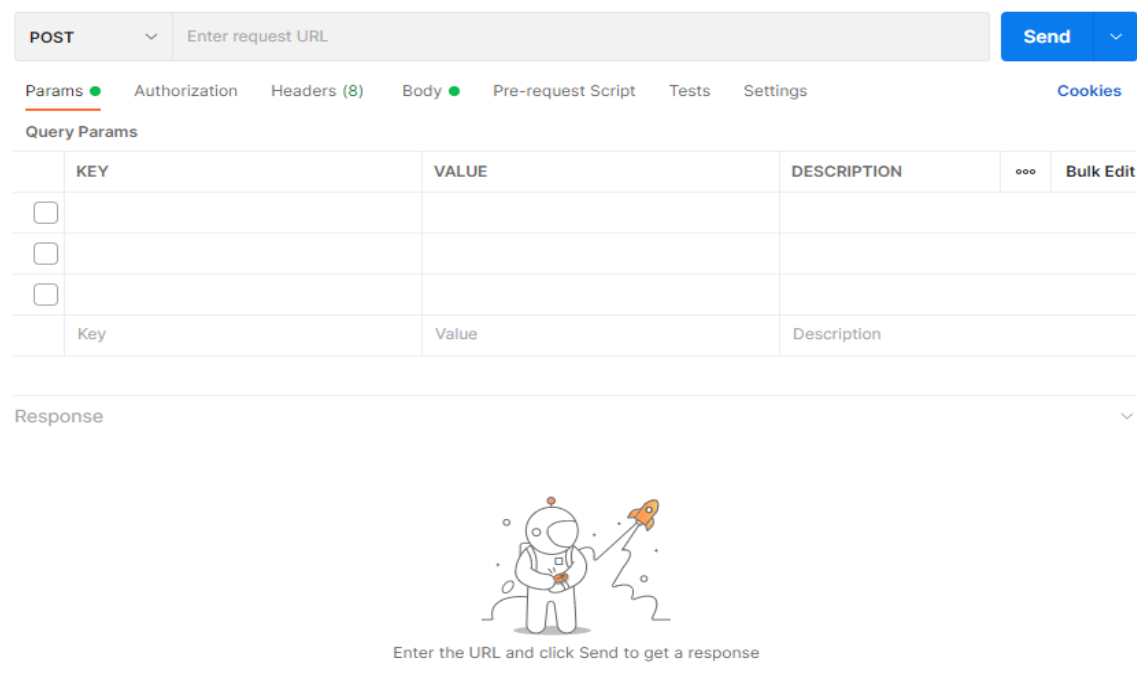 POST Enter request URL Send
Params Authorization Headers (8) Body Pre-request Script Tests Settings Cookies
Query Params
KEY VALUE DESCRIPTION ooo Bulk Edit
Key Value Description
Response
Enter the URL and click Send to get a response